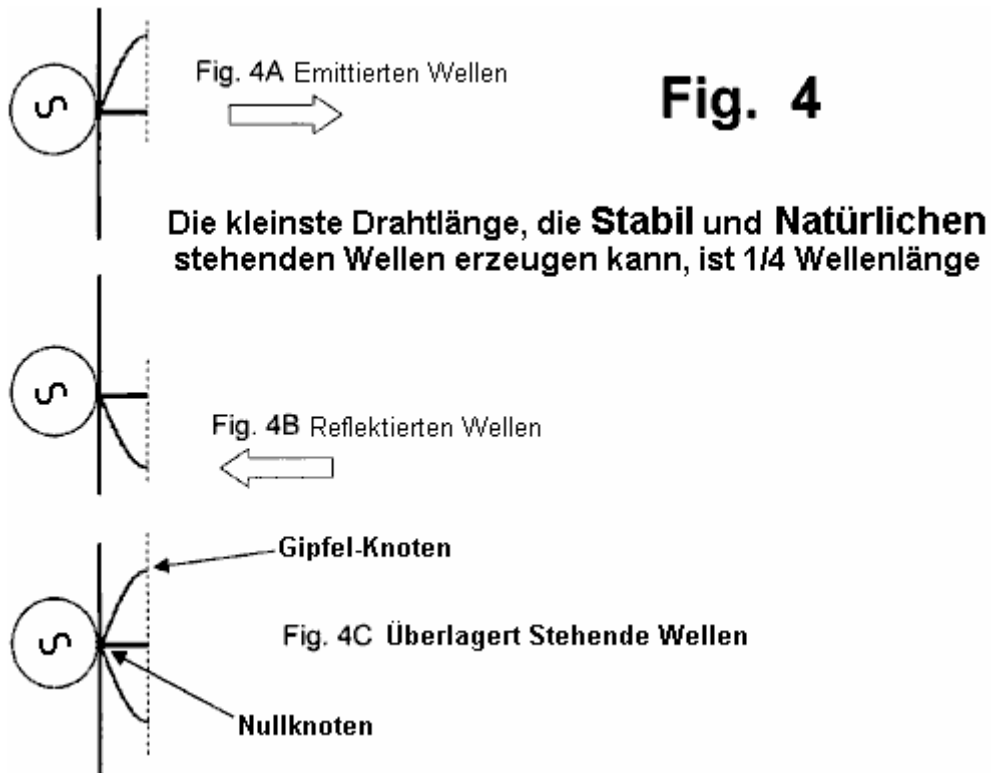 Fig. 4A Emittierten Wellen
Fig. 4
Die kleinste Drahtlänge, die Stabil und Natürlichen
stehenden Wellen erzeugen kann, ist 1/4 Wellenlänge
Fig. 4B Reflektierten Wellen
Gipfel-Knoten
Fig. 4C Überlagert Stehende Wellen
Nullknoten